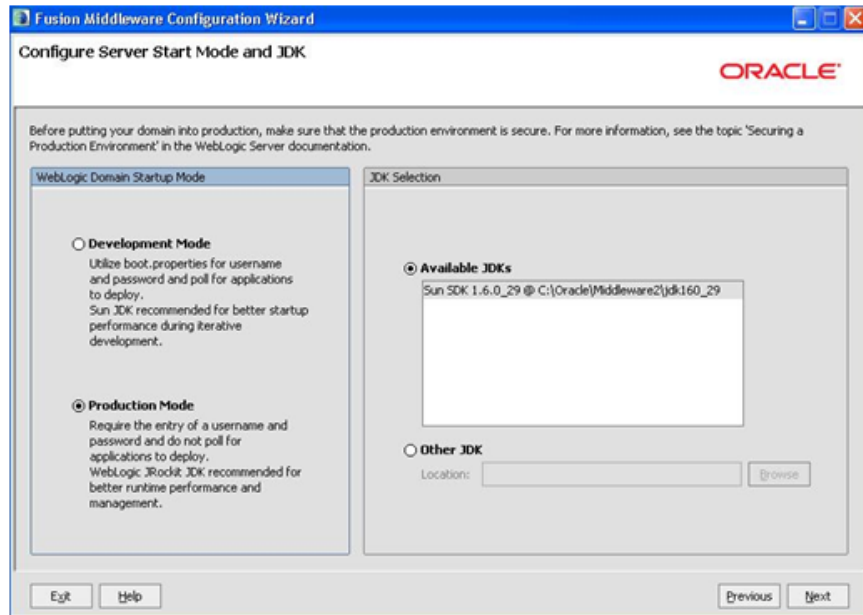 Fusion Middleware Configuration Wizard
Configure Server Start Mode and JDK
ORACLE
Before putting your domain into production, make sure that the production environment is secure. For more information, see the topic 'Securing a
Production Environment' in the WebLogic Server documentation.
WebLogic Domain Startup Mode
Development Mode
Utilize boot.properties for username
and password and poll for applications
to deploy.
Sun JDK recommended for better startup
performance during iterative
development.
Production Mode
Require the entry of a username and
password and do not poll for
applications to deploy.
WebLogic JRockit JDK recommended for
better runtime performance and
management.
JDK Selection
Available JDKs
Sun SDK 1.6.0_29 @ C:\Oracle\Middleware2\jdk160_29
Other JDK
Location:
Browse
Exit
Help
Previous
Next